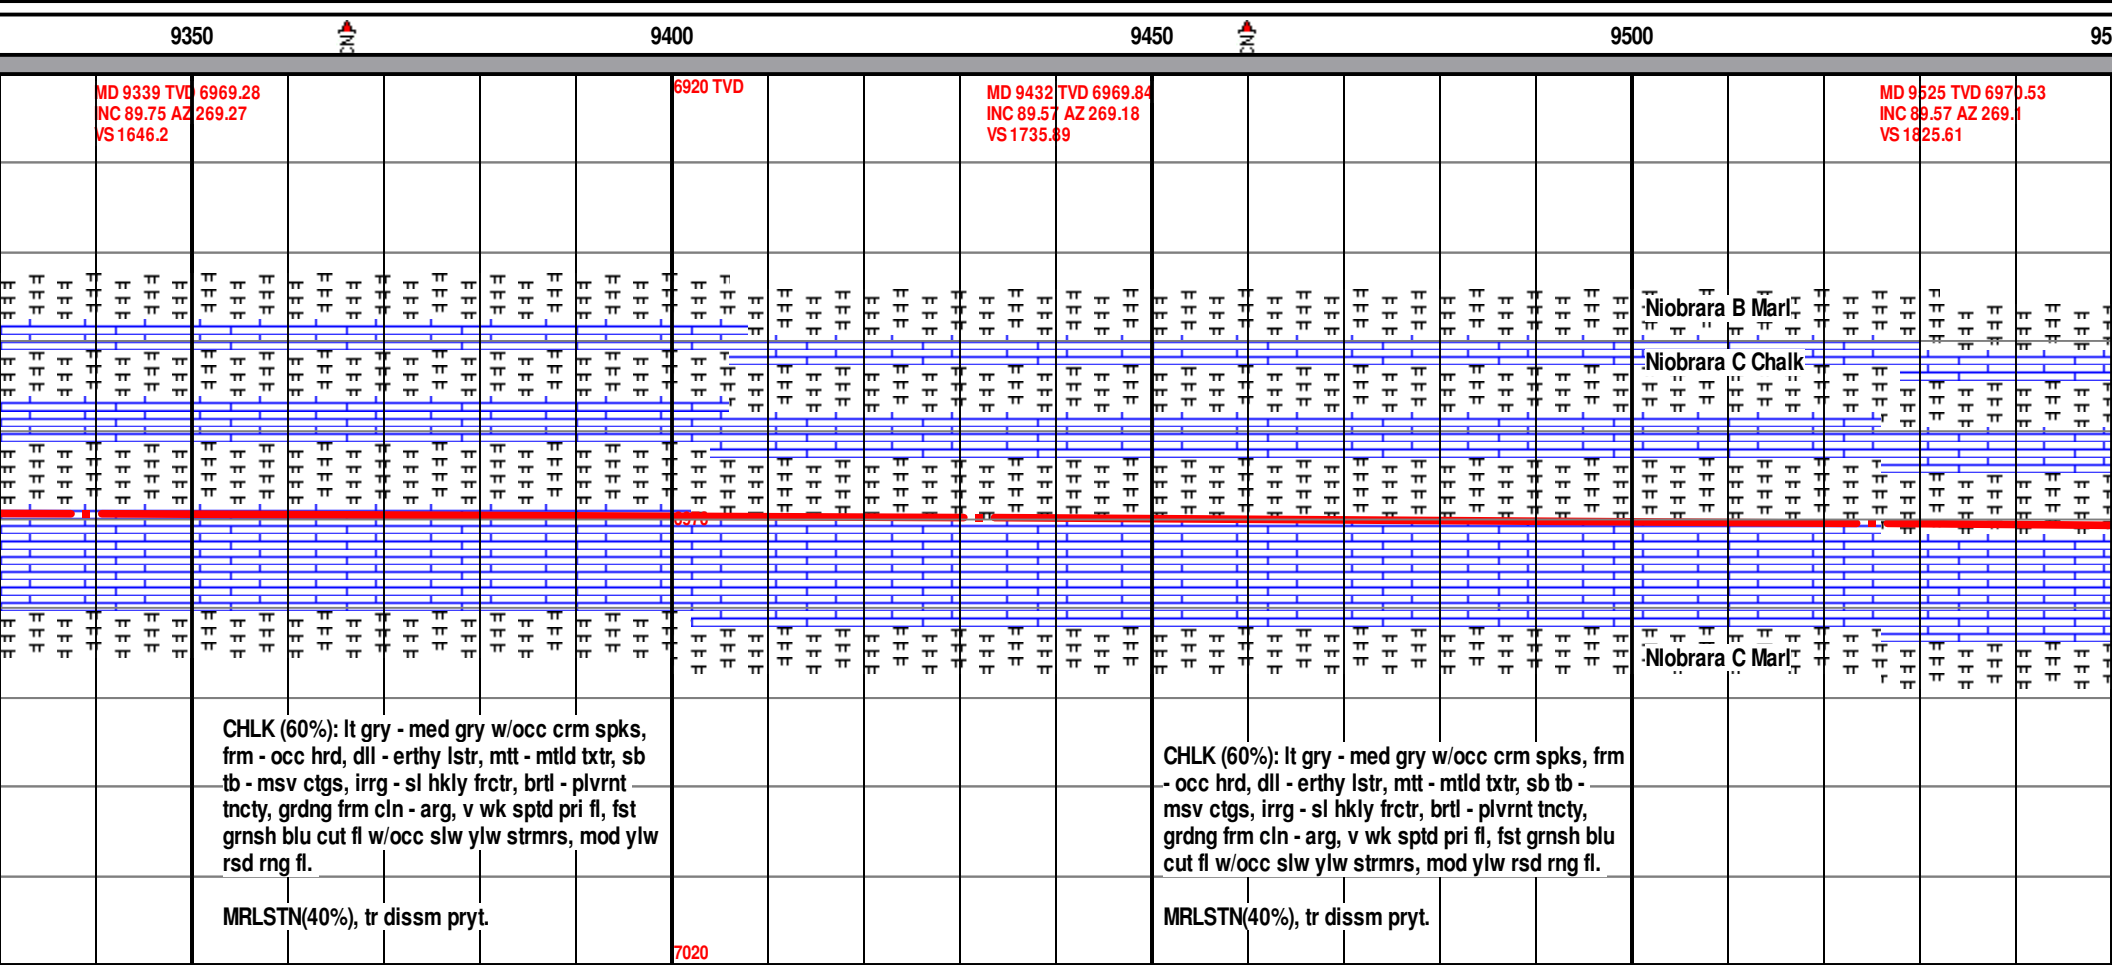 9350
CN
9400
9450
CN
9500
95
MD 9339 TVD 6969.28
INC 89.75 AZ 269.27
VS 1646.2
6920 TVD
MD 9432 TVD 6969.84
INC 89.57 AZ 269.18
VS 1735.89
MD 9525 TVD 6970.53
INC 89.57 AZ 269.1
VS 1825.61
Niobrara B Marl
Niobrara C Chalk
6970
Niobrara C Marl
CHLK (60%): lt gry - med gry w/occ crm spks,
frm - occ hrd, dll - erthy lstr, mtt - mtld txtr, sb
tb - msv ctgs, irrg - sl hkly frctr, brtl - plvrnt
tncty, grdng frm cln - arg, v wk sptd pri fl, fst
grnsh blu cut fl w/occ slw ylw strmrs, mod ylw
rsd rng fl.
MRLSTN(40%), tr dissm pryt.
CHLK (60%): lt gry - med gry w/occ crm spks, frm
- occ hrd, dll - erthy lstr, mtt - mtld txtr, sb tb -
msv ctgs, irrg - sl hkly frctr, brtl - plvrnt tncty,
grdng frm cln - arg, v wk sptd pri fl, fst grnsh blu
cut fl w/occ slw ylw strmrs, mod ylw rsd rng fl.
MRLSTN(40%), tr dissm pryt.
7020